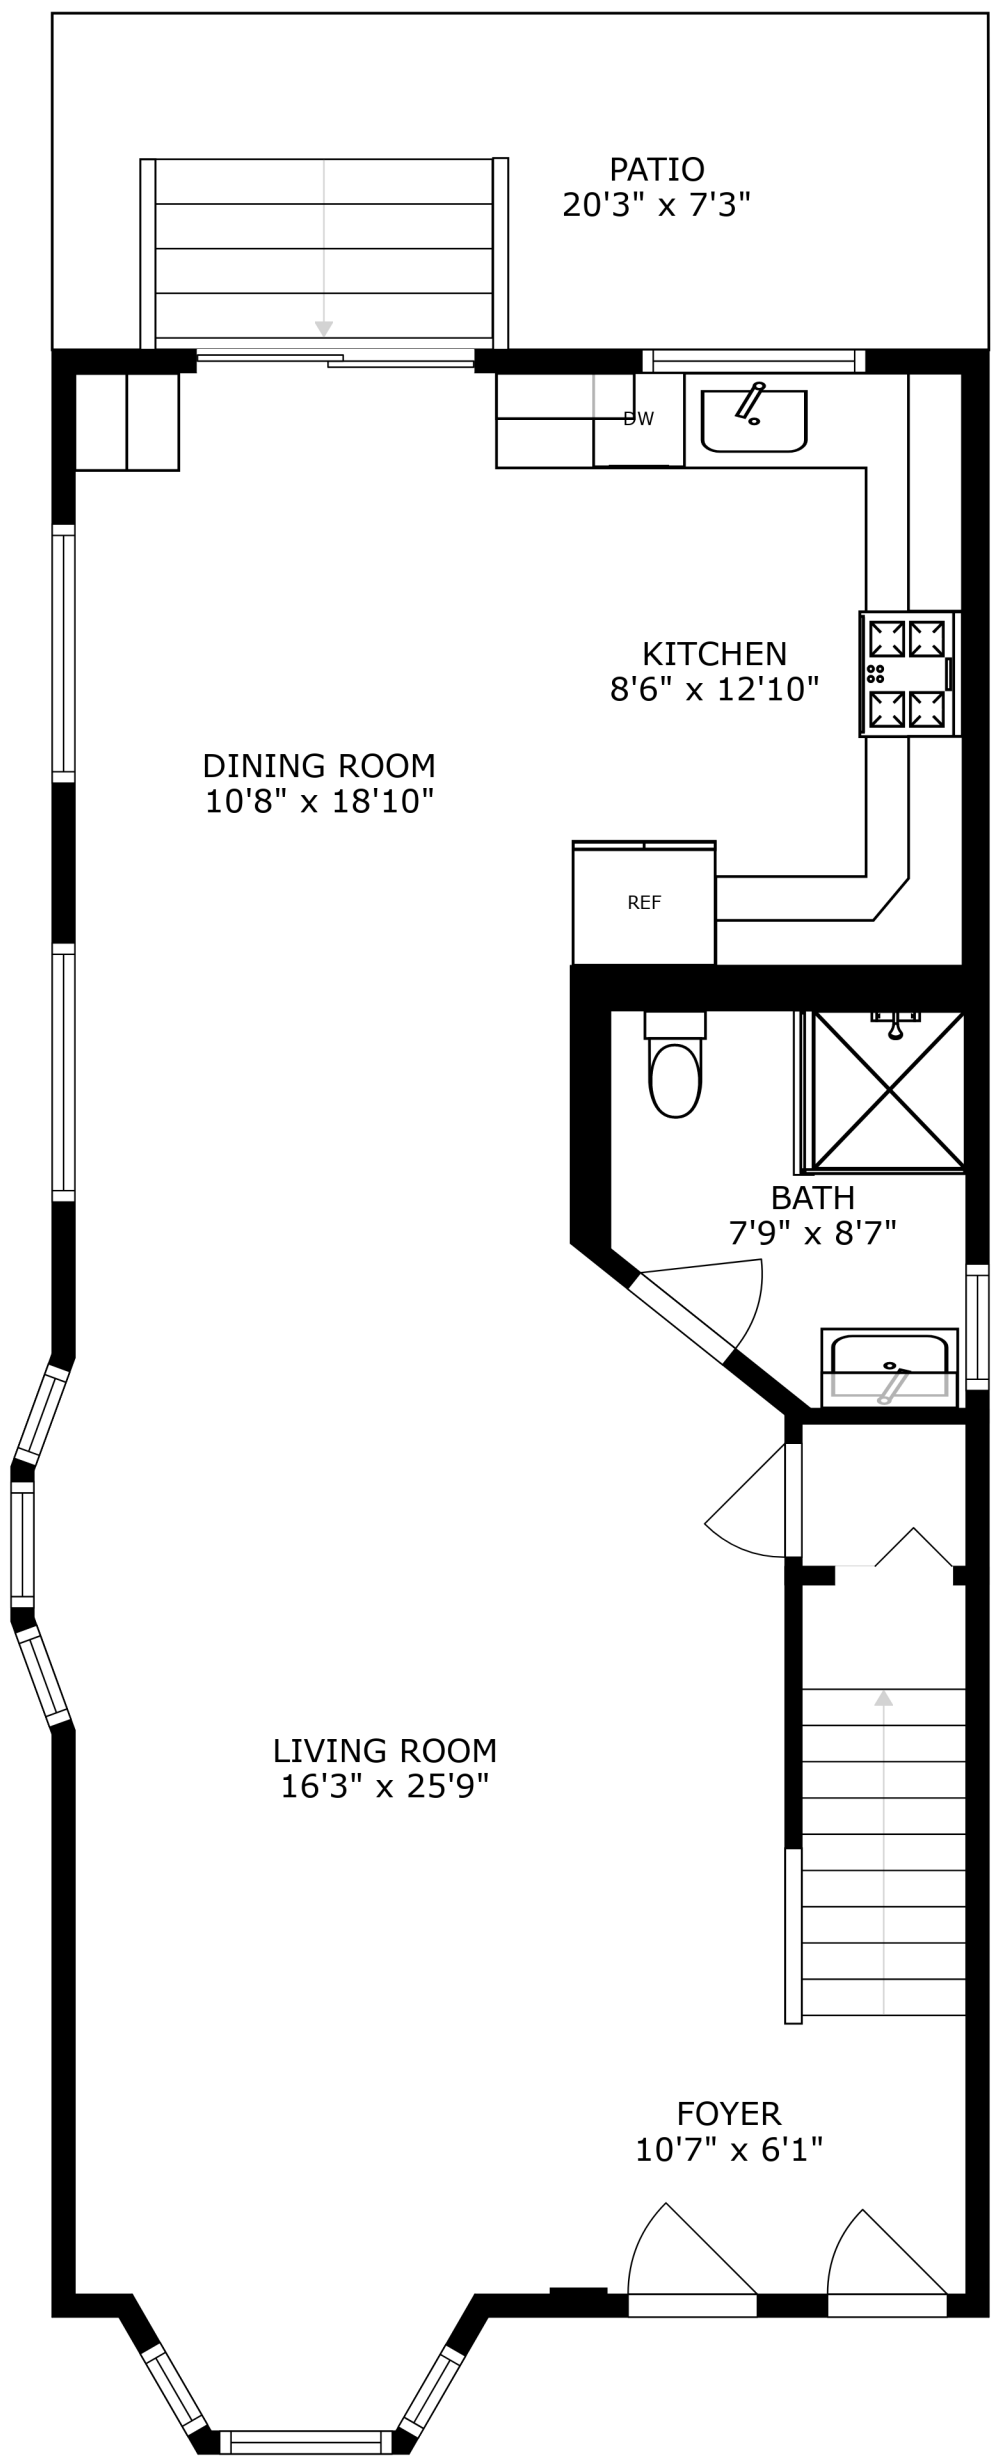 PATIO
20'3" x 7'3"
DW
KITCHEN
8'6" x 12'10"
DINING ROOM
10'8" x 18'10"
REF
BATH
7'9" x 8'7"
LIVING ROOM
16'3" x 25'9"
FOYER
10'7" x 6'1"